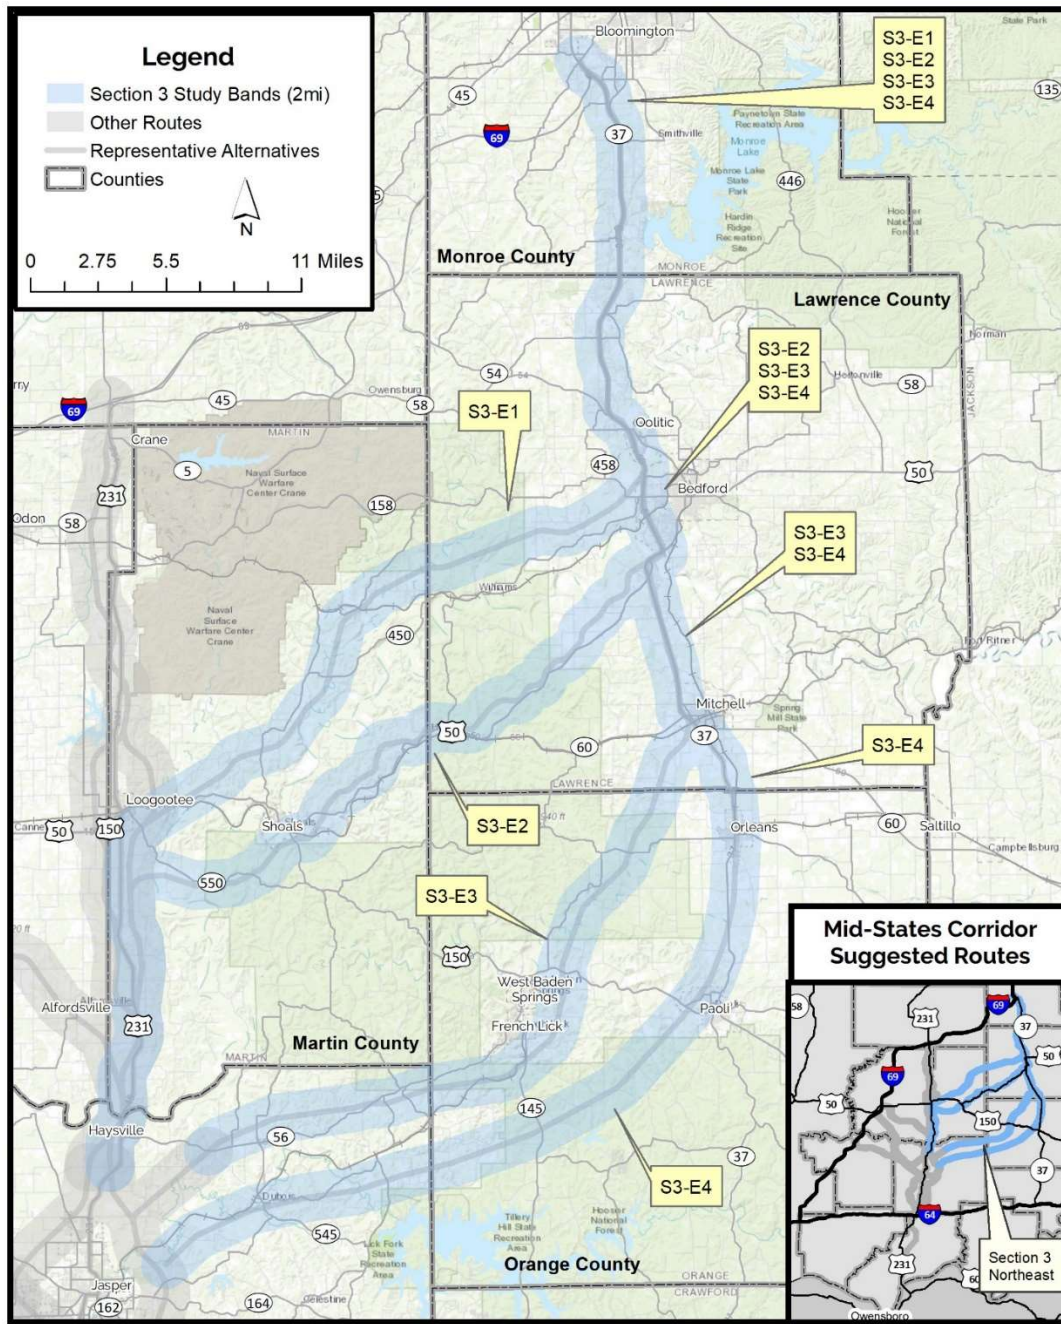 Legend
Section 3 Study Bands (2mi)
Other Routes
Representative Alternatives
Counties
N
0 2.75 5.5 11 Miles
Bloomington
S3-E1
S3-E2
S3-E3
S3-E4
State Park
135
45
69
37
Smithville
Paynetown State
Recreation Area
Monroe
Lake
Monroe Lake
State
Park
446
Hardin
Ridge
Recreation
Site
Hoosier
National
Forest
Monroe County
MONROE
LAWRENCE
Lawrence County
Norman
JACKSON
S3-E2
S3-E3
S3-E4
54
58
Owensburg
45
69
58
S3-E1
Oolitic
MARTIN
Crane
5
Naval Surface
Warfare
Center Crane
458
Bedford
50
231
158
Odon
58
S3-E3
S3-E4
Williams
Naval
Surface
Warfare Center
Crane
450
Fort Ritner
Mitchell
Spring
Mill State
Park
50
60
37
S3-E4
LAWRENCE
Loogootee
50
150
Shoals
S3-E2
Orleans
60
Saltillo
Campbellsburg
550
S3-E3
150
West Baden
Springs
French Lick
Paoli
Alfordsville
231
MARTIN
Martin County
Haysville
56
145
37
S3-E4
Dubois
545
Tillery
Hill State
Recreation
Area
Hoosier
National
Forest
Lick Fork
State
Recreation
Area
Jasper
162
164
Celestine
Orange County
ORANGE
CRAWFORD
Mid-States Corridor
Suggested Routes
58
231
69
37
69
50
50
150
37
64
231
60
Section 3
Northeast
Owensboro